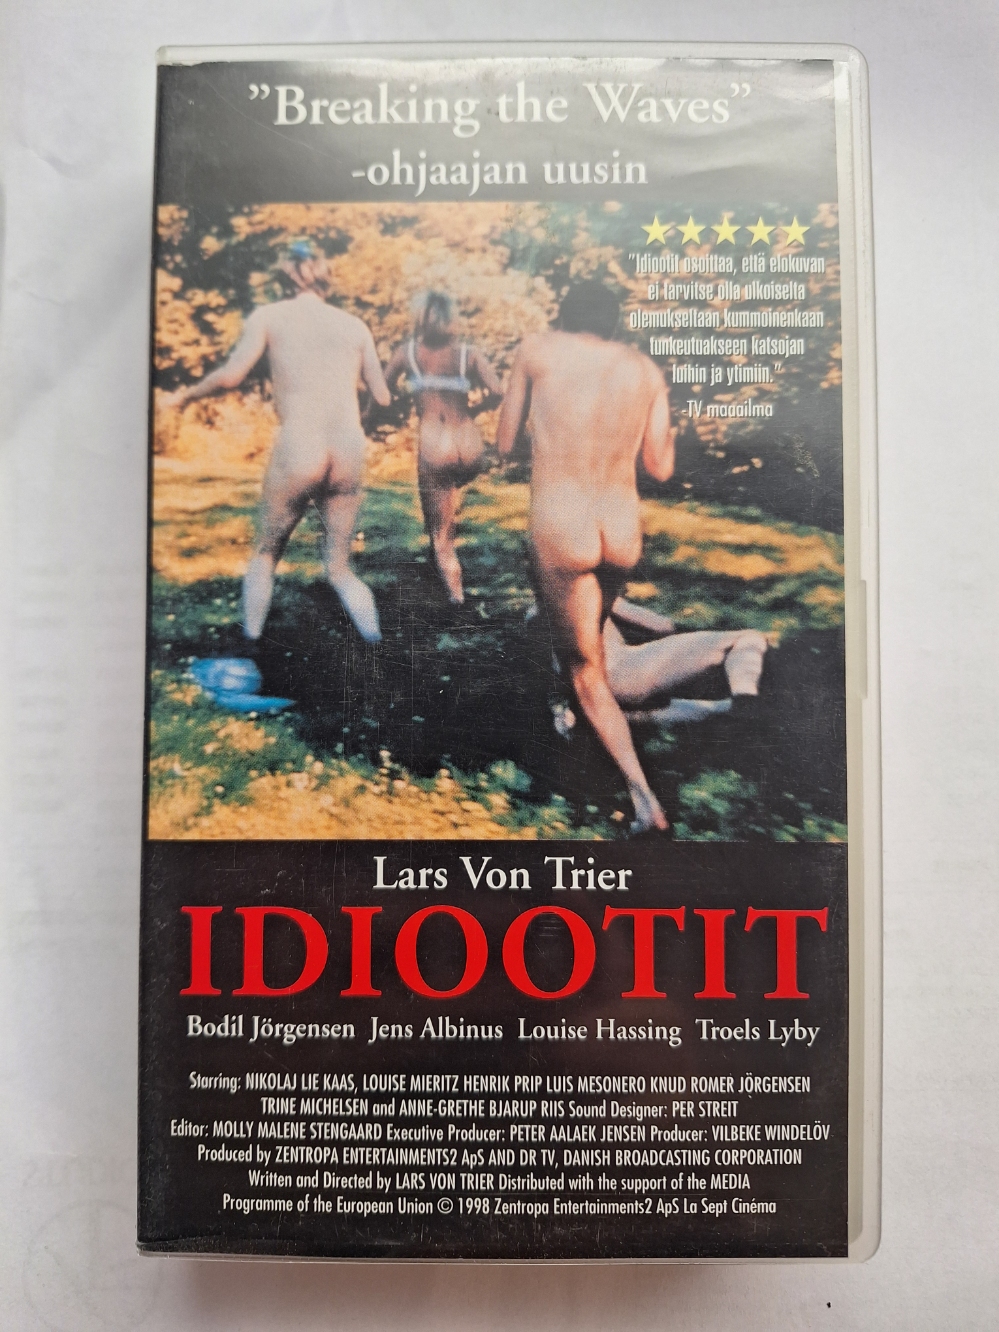 ”Breaking the Waves”
-ohjaajan uusin
”Idiootit osoittaa, että elokuvan
ei tarvitse olla ulkoiselta
olemukseltaan kummoinenkaan
tunkeutuakseen katsojan
luihin ja ytimiin.”
-TV maaailma
Lars Von Trier
IDIOOTIT
Bodil Jörgensen Jens Albinus Louise Hassing Troels Lyby
Starring: NIKOLAJ LIE KAAS, LOUISE MIERITZ HENRIK PRIP LUIS MESONERO KNUD ROMER JÖRGENSEN
TRINE MICHELSEN and ANNE-GRETHE BJARUP RIIS Sound Designer: PER STREIT
Editor: MOLLY MALENE STENGAARD Executive Producer: PETER AALAEK JENSEN Producer: VILBEKE WINDELÖV
Produced by ZENTROPA ENTERTAINMENTS2 ApS AND DR TV, DANISH BROADCASTING CORPORATION
Written and Directed by LARS VON TRIER Distributed with the support of the MEDIA
Programme of the European Union © 1998 Zentropa Entertainments2 ApS La Sept Cinéma